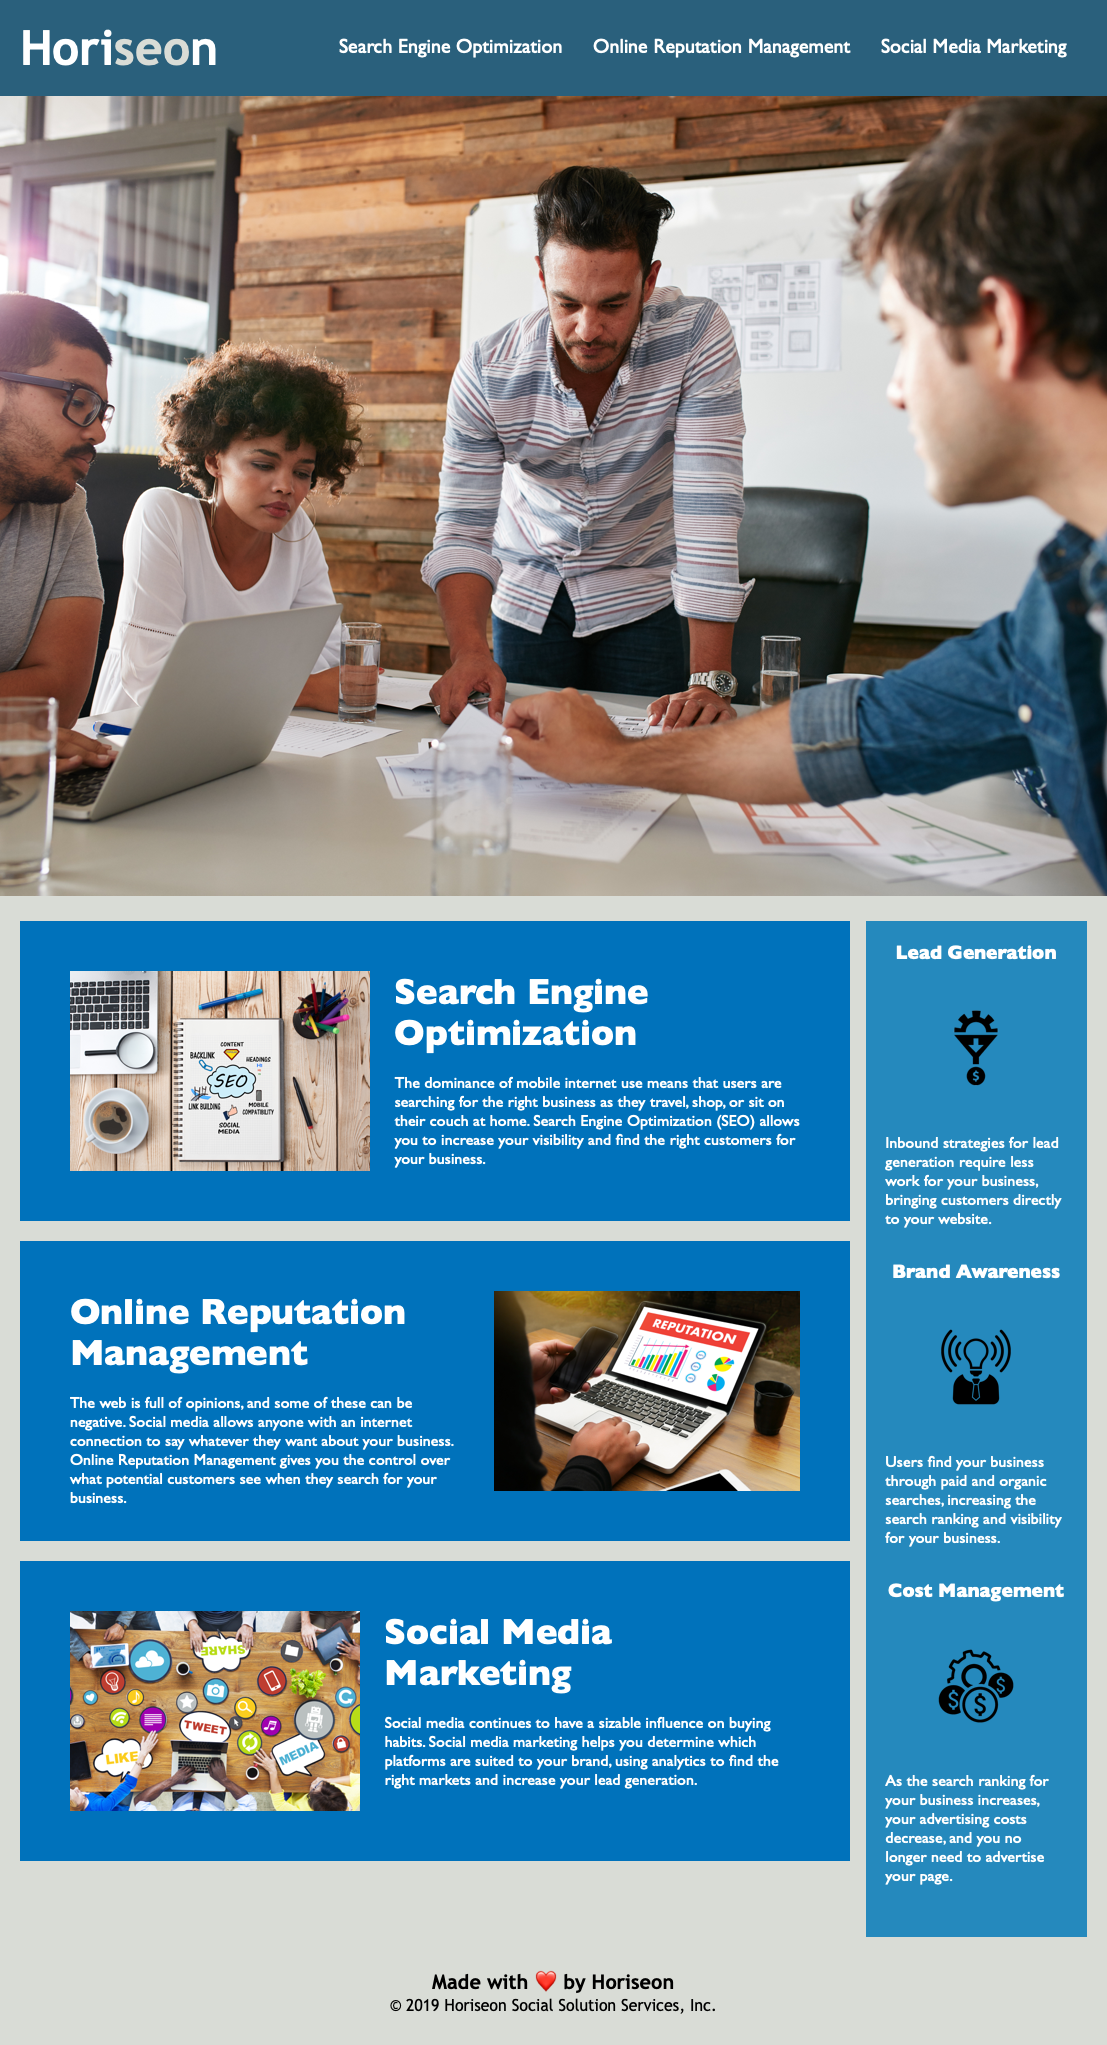 Horiseon
Search Engine Optimization
Online Reputation Management
Social Media Marketing
CONTENT
BACKLINK
HEADINGS
SEO
LINK BUILDING
MOBILE
COMPATIBILITY
SOCIAL
MEDIA
Search Engine
Optimization
The dominance of mobile internet use means that users are
searching for the right business as they travel, shop, or sit on
their couch at home. Search Engine Optimization (SEO) allows
you to increase your visibility and find the right customers for
your business.
Online Reputation
Management
The web is full of opinions, and some of these can be
negative. Social media allows anyone with an internet
connection to say whatever they want about your business.
Online Reputation Management gives you the control over
what potential customers see when they search for your
business.
REPUTATION
SHARE
TWEET
LIKE
MEDIA
Social Media
Marketing
Social media continues to have a sizable influence on buying
habits. Social media marketing helps you determine which
platforms are suited to your brand, using analytics to find the
right markets and increase your lead generation.
Lead Generation
$
Inbound strategies for lead
generation require less
work for your business,
bringing customers directly
to your website.
Brand Awareness
Users find your business
through paid and organic
searches, increasing the
search ranking and visibility
for your business.
Cost Management
$ $ $
As the search ranking for
your business increases,
your advertising costs
decrease, and you no
longer need to advertise
your page.
Made with ❤️ by Horiseon
© 2019 Horiseon Social Solution Services, Inc.